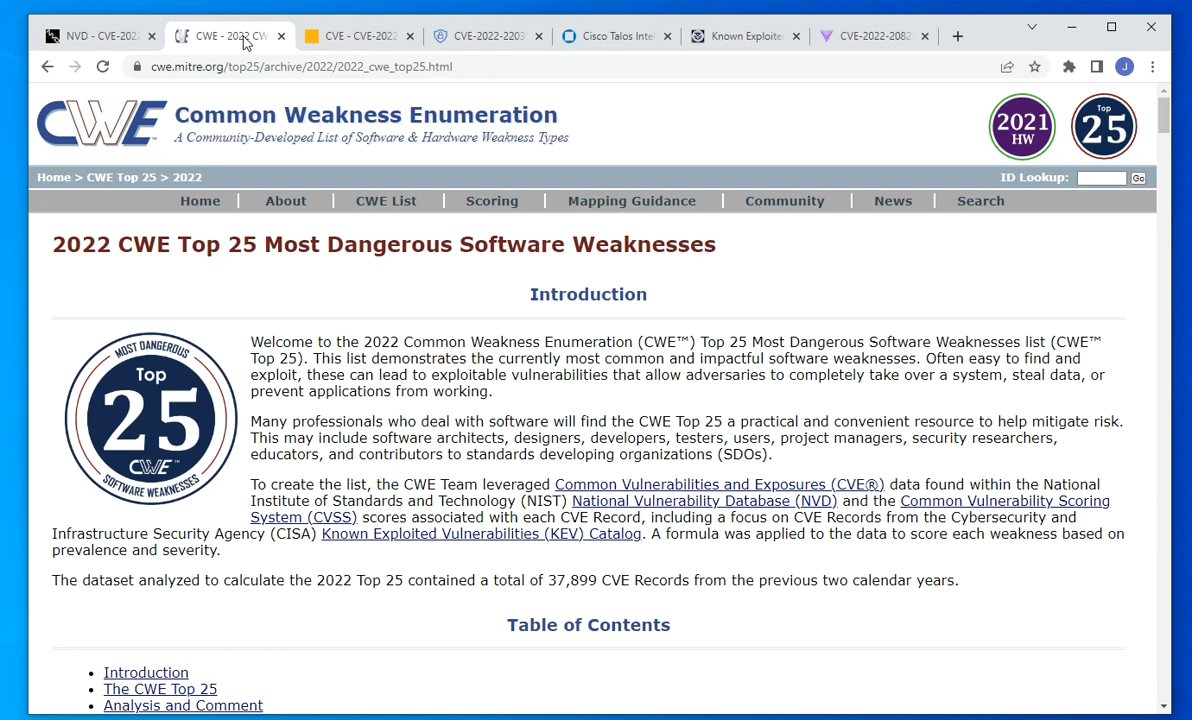 NVD - CVE-202
CWE - 2022 CW
CVE - CVE-2022
CVE-2022-2203
Cisco Talos Inte
Known Exploite
CVE-2022-2082
cwe.mitre.org/top25/archive/2022/2022_cwe_top25.html
J
CWE
Common Weakness Enumeration
A Community-Developed List of Software & Hardware Weakness Types
2021
HW
Top
25
Home > CWE Top 25 > 2022
ID Lookup:
Go
Home
About
CWE List
Scoring
Mapping Guidance
Community
News
Search
2022 CWE Top 25 Most Dangerous Software Weaknesses
Introduction
MOST DANGEROUS
Top
25
CWE™
SOFTWARE WEAKNESSES
Welcome to the 2022 Common Weakness Enumeration (CWE™) Top 25 Most Dangerous Software Weaknesses list (CWE™
Top 25). This list demonstrates the currently most common and impactful software weaknesses. Often easy to find and
exploit, these can lead to exploitable vulnerabilities that allow adversaries to completely take over a system, steal data, or
prevent applications from working.
Many professionals who deal with software will find the CWE Top 25 a practical and convenient resource to help mitigate risk.
This may include software architects, designers, developers, testers, users, project managers, security researchers,
educators, and contributors to standards developing organizations (SDOs).
To create the list, the CWE Team leveraged Common Vulnerabilities and Exposures (CVE®) data found within the National
Institute of Standards and Technology (NIST) National Vulnerability Database (NVD) and the Common Vulnerability Scoring
System (CVSS) scores associated with each CVE Record, including a focus on CVE Records from the Cybersecurity and
Infrastructure Security Agency (CISA) Known Exploited Vulnerabilities (KEV) Catalog. A formula was applied to the data to score each weakness based on
prevalence and severity.
The dataset analyzed to calculate the 2022 Top 25 contained a total of 37,899 CVE Records from the previous two calendar years.
Table of Contents
• Introduction
• The CWE Top 25
• Analysis and Comment